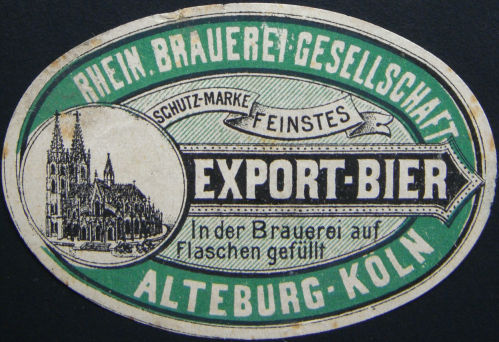 RHEIN. BRAUEREI-GESELLSCHAFT
SCHUTZ-MARKE
FEINSTES
EXPORT-BIER
In der Brauerei auf
Flaschen gefüllt
ALTEBURG-KÖLN